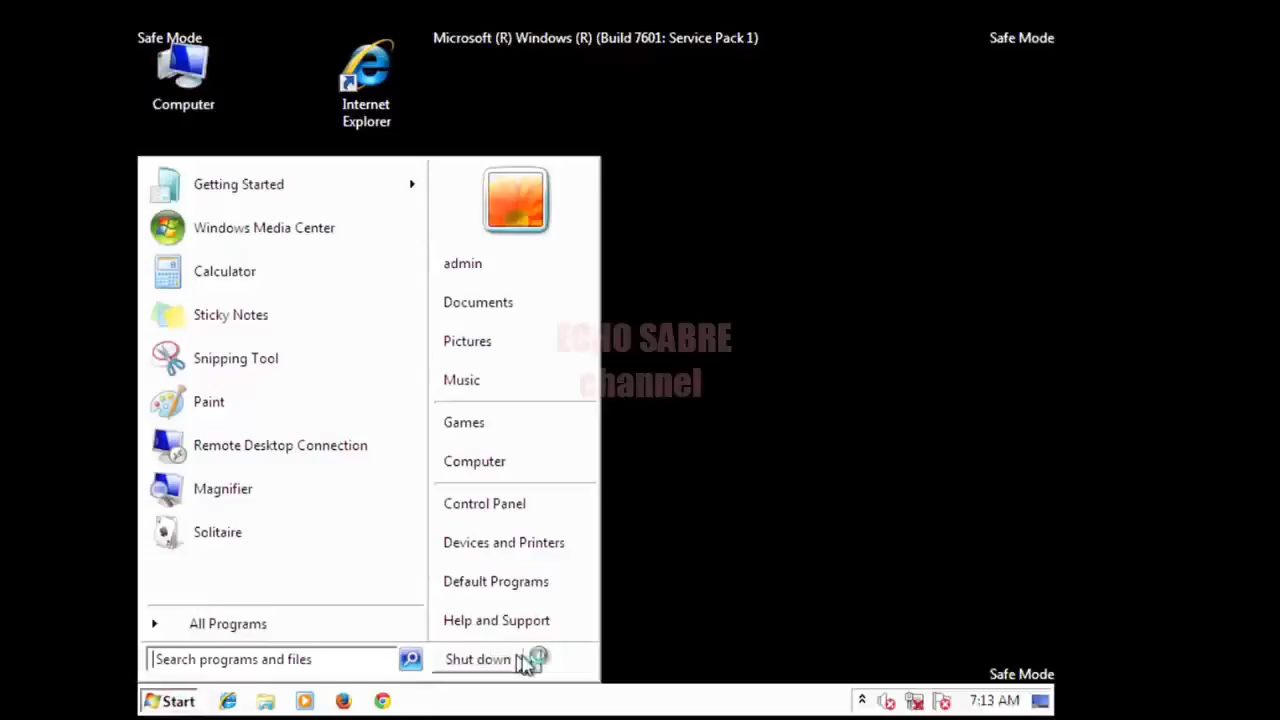 Safe Mode
Microsoft (R) Windows (R) (Build 7601: Service Pack 1)
Safe Mode
Computer
Internet
Explorer
Getting Started
Windows Media Center
Calculator
Sticky Notes
Snipping Tool
Paint
Remote Desktop Connection
Magnifier
Solitaire
All Programs
Search programs and files
admin
Documents
Pictures
Music
Games
Computer
Control Panel
Devices and Printers
Default Programs
Help and Support
Shut down
ECHO SABRE
channel
Safe Mode
Start
7:13 AM